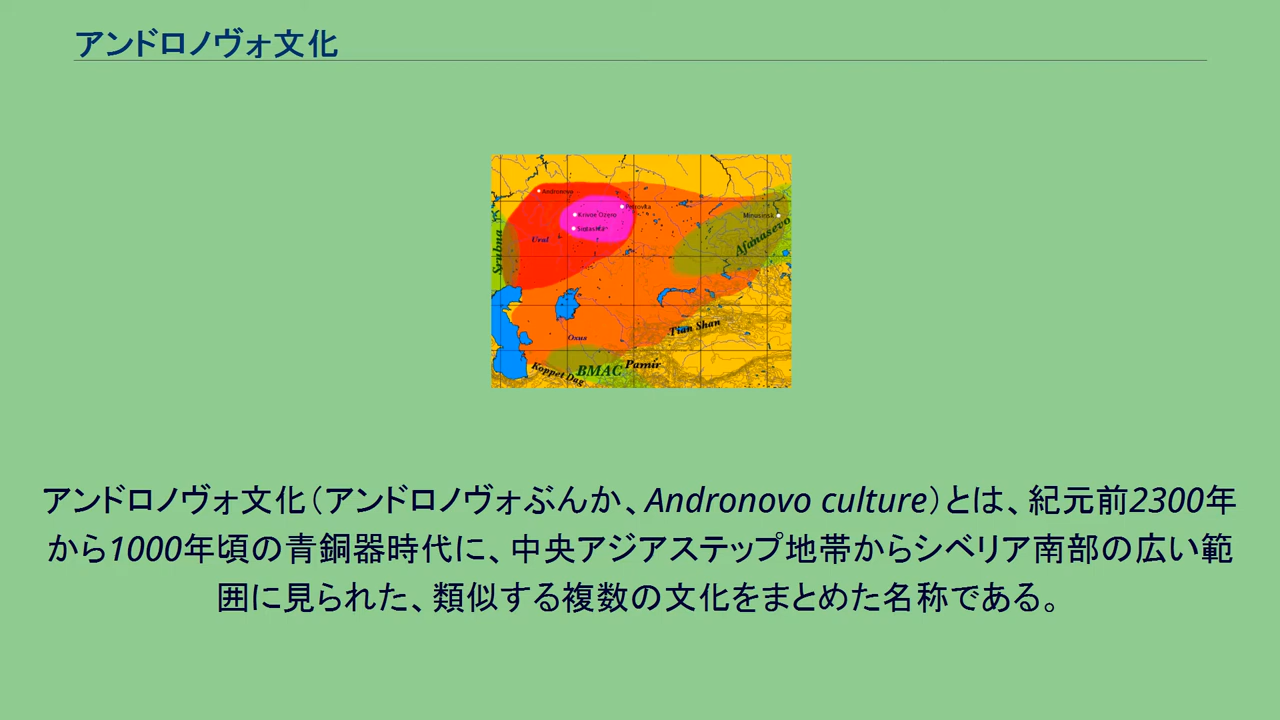 アンドロノヴォ文化
Andronovo
Petrovka
Krivoe Ozero
Sintashta
Minusinsk
Srubna
Ural
Afanasevo
Oxus
Tian Shan
Koppet Dag
BMAC
Pamir
アンドロノヴォ文化（アンドロノヴォぶんか、Andronovo culture）とは、紀元前2300年
から1000年頃の青銅器時代に、中央アジアステップ地帯からシベリア南部の広い範
囲に見られた、類似する複数の文化をまとめた名称である。